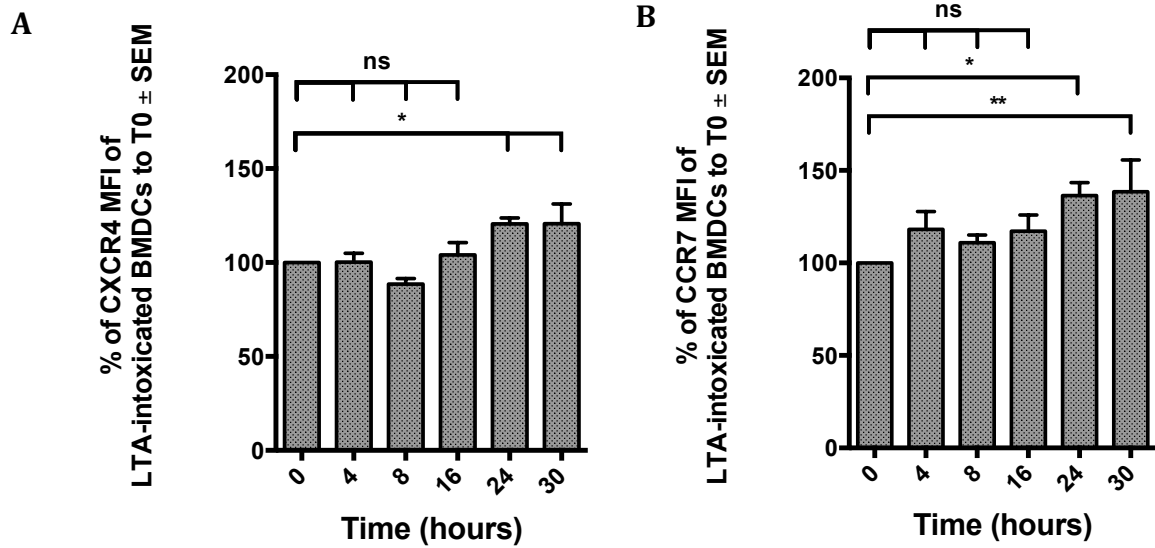 A
% of CXCR4 MFI of
LTA-intoxicated BMDCs to T0 ± SEM
200
150
100
50
0
ns
*
0 4 8 16 24 30
Time (hours)
B
% of CCR7 MFI of
LTA-intoxicated BMDCs to T0 ± SEM
200
150
100
50
0
ns
*
**
0 4 8 16 24 30
Time (hours)